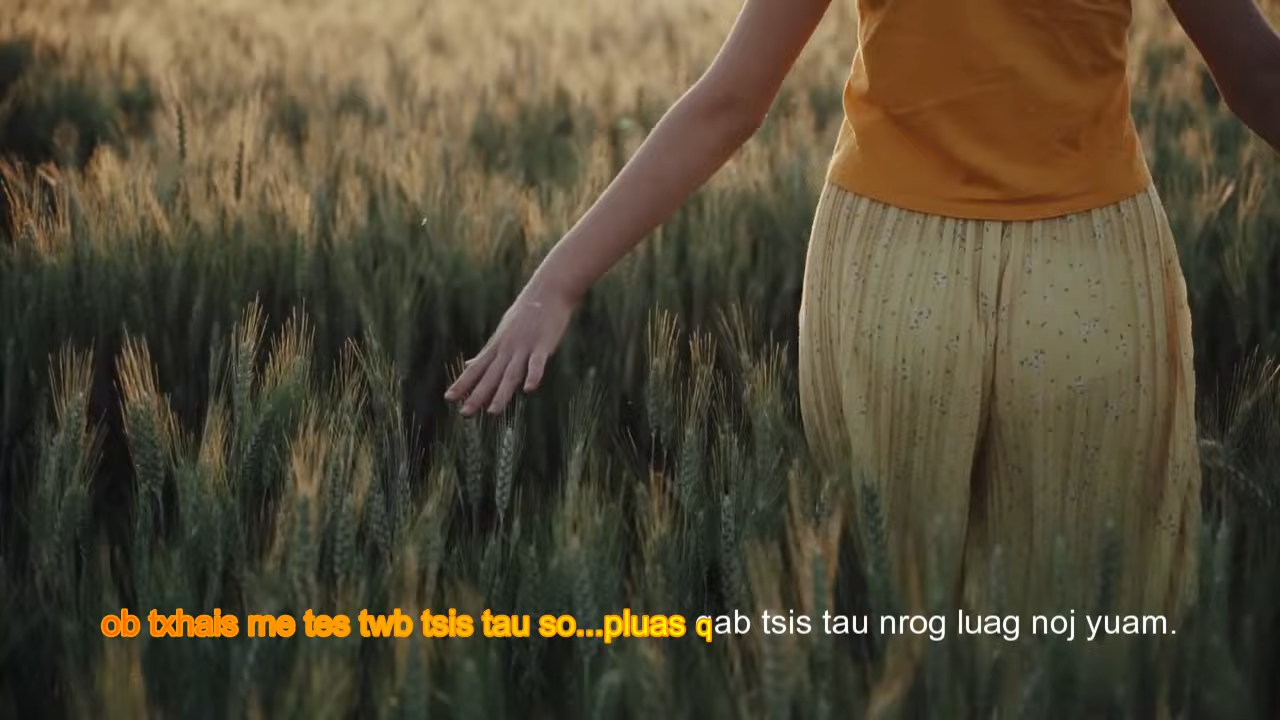 ob txhais me tes twb tsis tau so...pluas qab tsis tau nrog luag noj yuam.